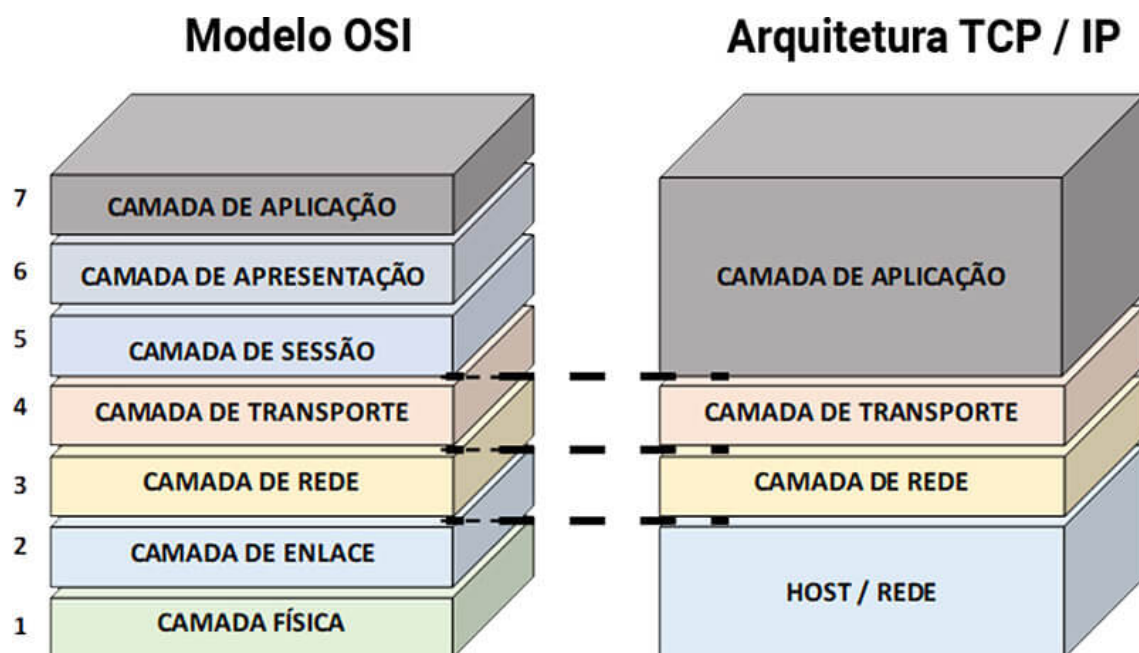 Modelo OSI
Arquitetura TCP / IP
7
CAMADA DE APLICAÇÃO
6
CAMADA DE APRESENTAÇÃO
CAMADA DE APLICAÇÃO
5
CAMADA DE SESSÃO
4
CAMADA DE TRANSPORTE
CAMADA DE TRANSPORTE
3
CAMADA DE REDE
CAMADA DE REDE
2
CAMADA DE ENLACE
HOST / REDE
1
CAMADA FÍSICA